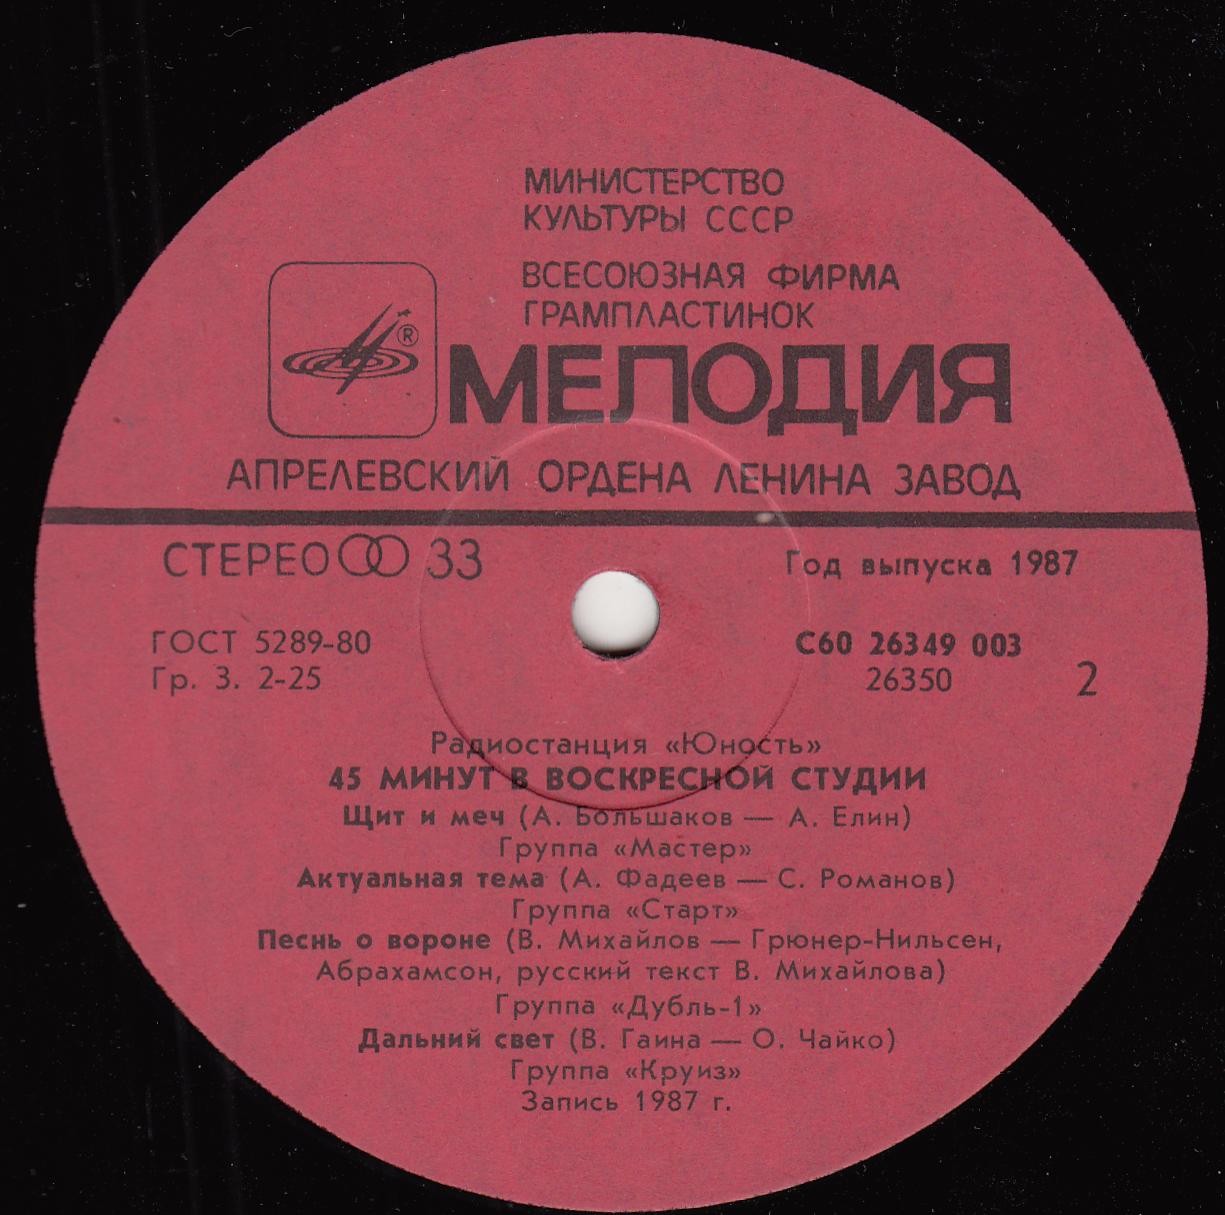 МИНИСТЕРСТВО
КУЛЬТУРЫ СССР
ВСЕСОЮЗНАЯ ФИРМА
ГРАМПЛАСТИНОК
®
МЕЛОДИЯ
АПРЕЛЕВСКИЙ ОРДЕНА ЛЕНИНА ЗАВОД
СТЕРЕО 33
Год выпуска 1987
ГОСТ 5289-80
С60 26349 003
Гр. 3. 2-25
26350
2
Радиостанция «Юность»
45 МИНУТ В ВОСКРЕСНОЙ СТУДИИ
Щит и меч (А. Большаков — А. Елин)
Группа «Мастер»
Актуальная тема (А. Фадеев — С. Романов)
Группа «Старт»
Песнь о вороне (В. Михайлов — Грюнер-Нильсен,
Абрахамсон, русский текст В. Михайлова)
Группа «Дубль-1»
Дальний свет (В. Гаина — О. Чайко)
Группа «Круиз»
Запись 1987 г.